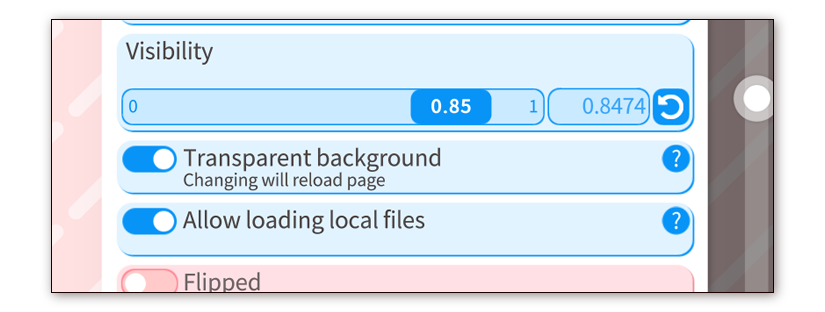 Visibility
0 0.85 1 0.8474
Transparent background ?
Changing will reload page
Allow loading local files ?
Flipped